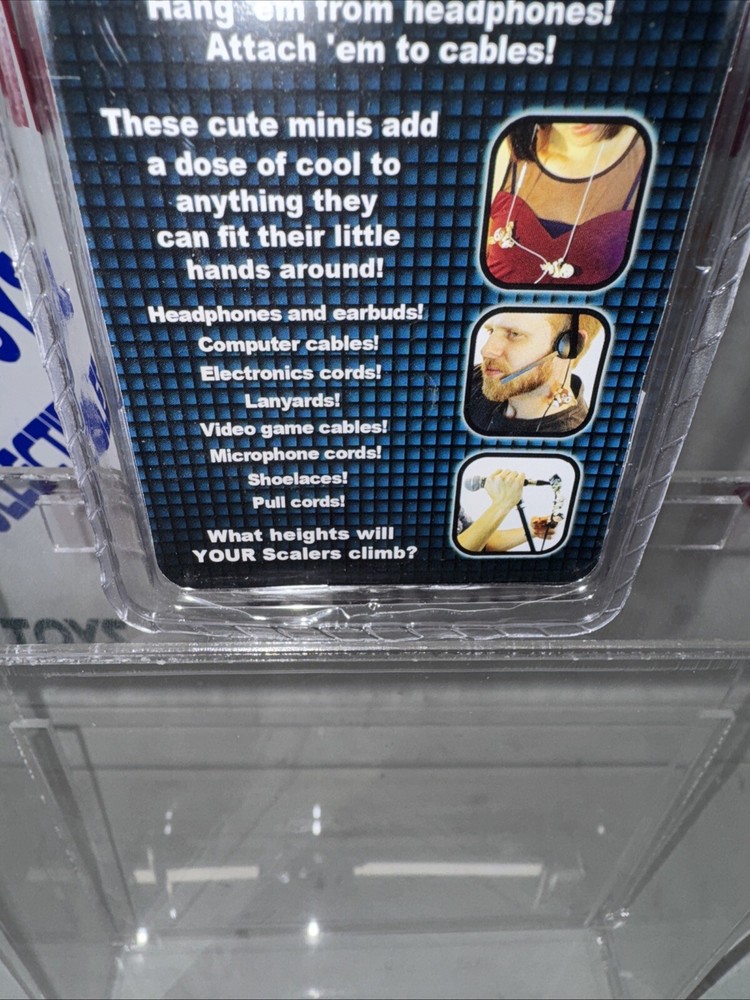 Hang 'em from headphones!
Attach 'em to cables!
These cute minis add
a dose of cool to
anything they
can fit their little
hands around!
Headphones and earbuds!
Computer cables!
Electronics cords!
Lanyards!
Video game cables!
Microphone cords!
Shoelaces!
Pull cords!
What heights will
YOUR Scalers climb?
TOYS